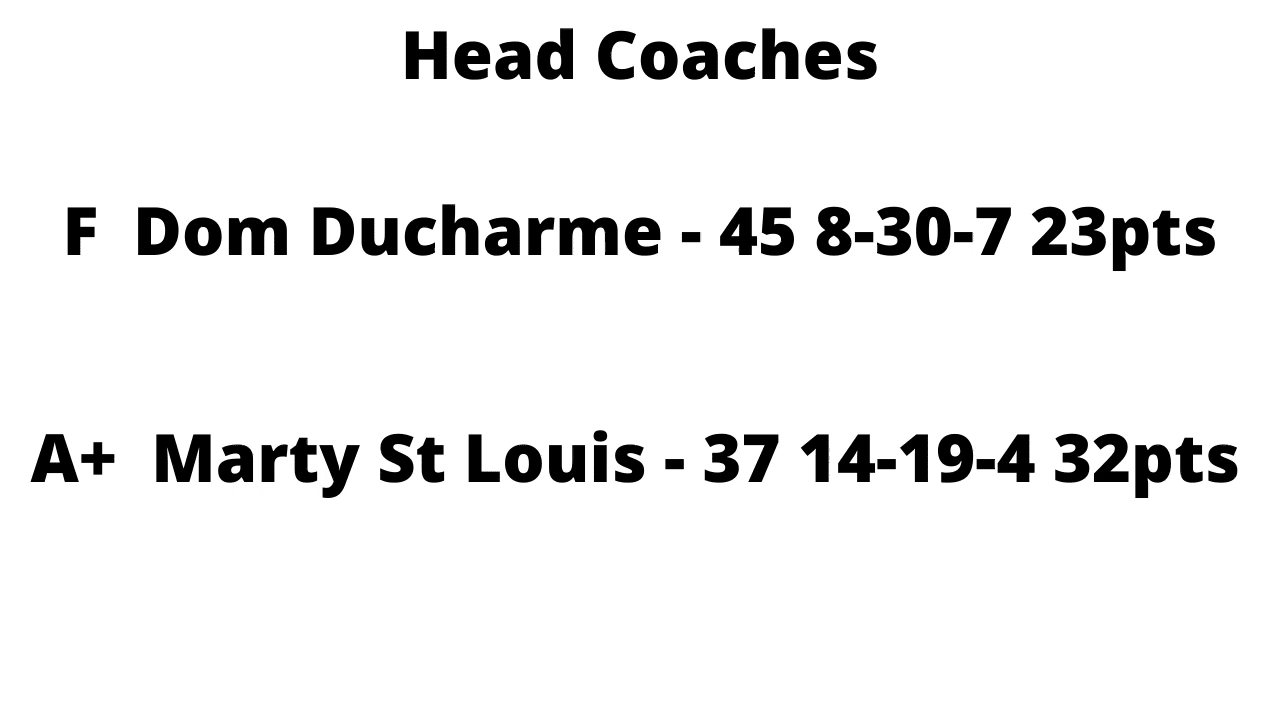 Head Coaches
F Dom Ducharme - 45 8-30-7 23pts
A+ Marty St Louis - 37 14-19-4 32pts